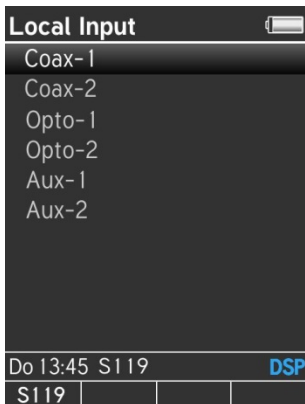 Local Input
Coax-1
Coax-2
Opto-1
Opto-2
Aux-1
Aux-2
Do 13:45 S119 DSP
S119